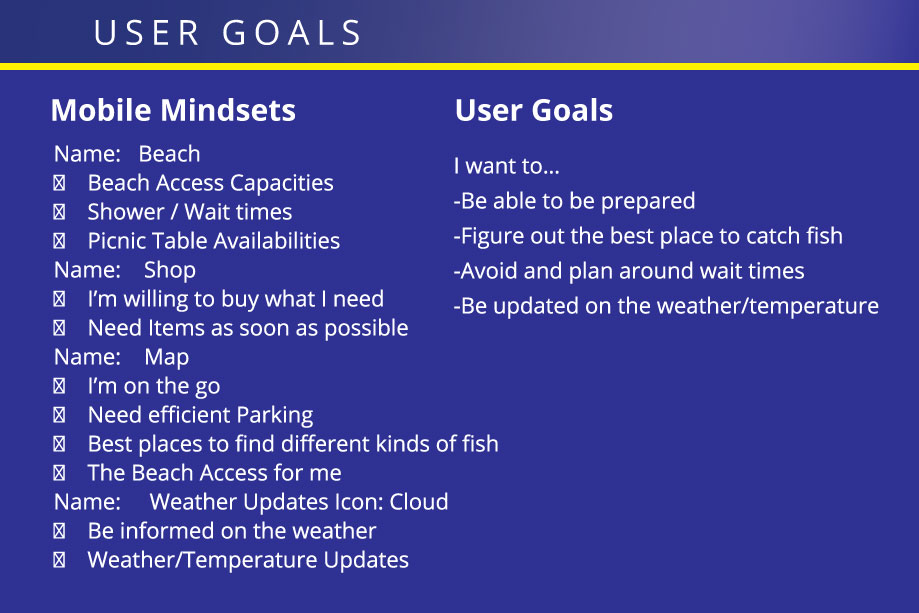 USER GOALS
Mobile Mindsets
Name: Beach
☒ Beach Access Capacities
☒ Shower / Wait times
☒ Picnic Table Availabilities
Name: Shop
☒ I’m willing to buy what I need
☒ Need Items as soon as possible
Name: Map
☒ I’m on the go
☒ Need efficient Parking
☒ Best places to find different kinds of fish
☒ The Beach Access for me
Name: Weather Updates Icon: Cloud
☒ Be informed on the weather
☒ Weather/Temperature Updates
User Goals
I want to...
-Be able to be prepared
-Figure out the best place to catch fish
-Avoid and plan around wait times
-Be updated on the weather/temperature